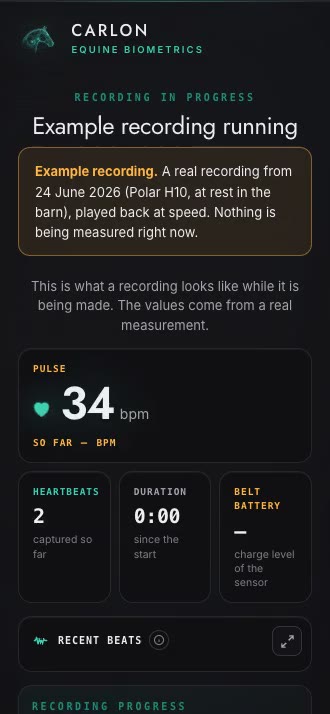 CARLON
EQUINE BIOMETRICS
RECORDING IN PROGRESS
Example recording running
Example recording. A real recording from
24 June 2026 (Polar H10, at rest in the
barn), played back at speed. Nothing is
being measured right now.
This is what a recording looks like while it is
being made. The values come from a real
measurement.
PULSE
34 bpm
SO FAR — BPM
HEARTBEATS
2
captured so
far
DURATION
0:00
since the
start
BELT
BATTERY
—
charge level
of the
sensor
RECENT BEATS
RECORDING PROGRESS